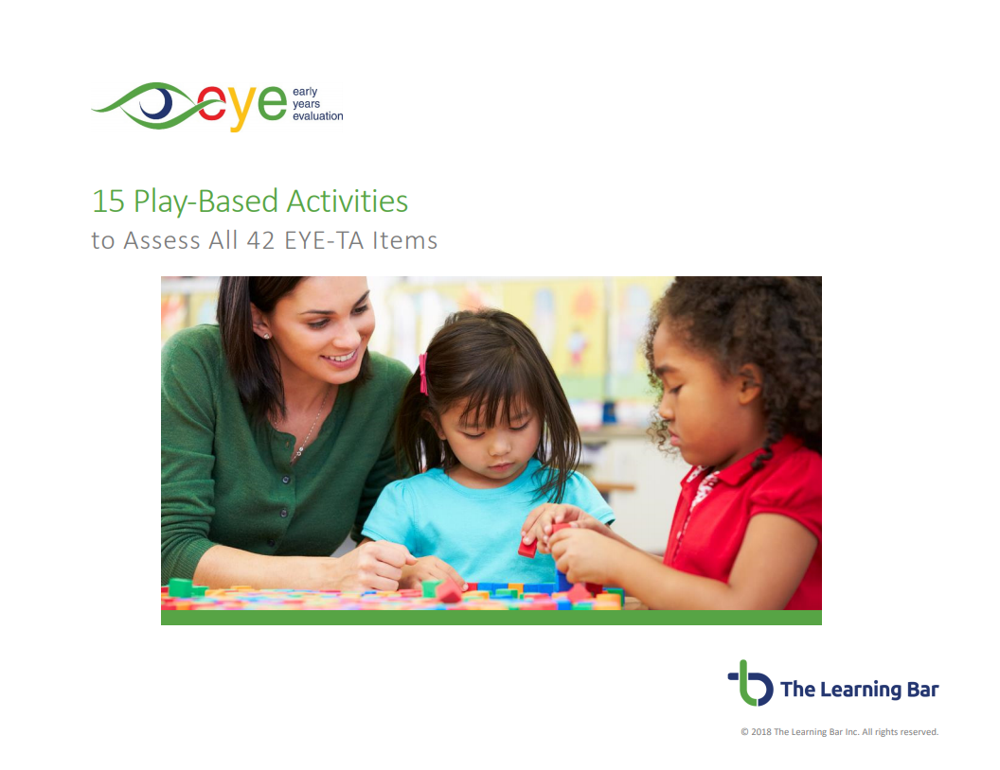 eye
early
years
evaluation
15 Play-Based Activities
to Assess All 42 EYE-TA Items
The Learning Bar
© 2018 The Learning Bar Inc. All rights reserved.